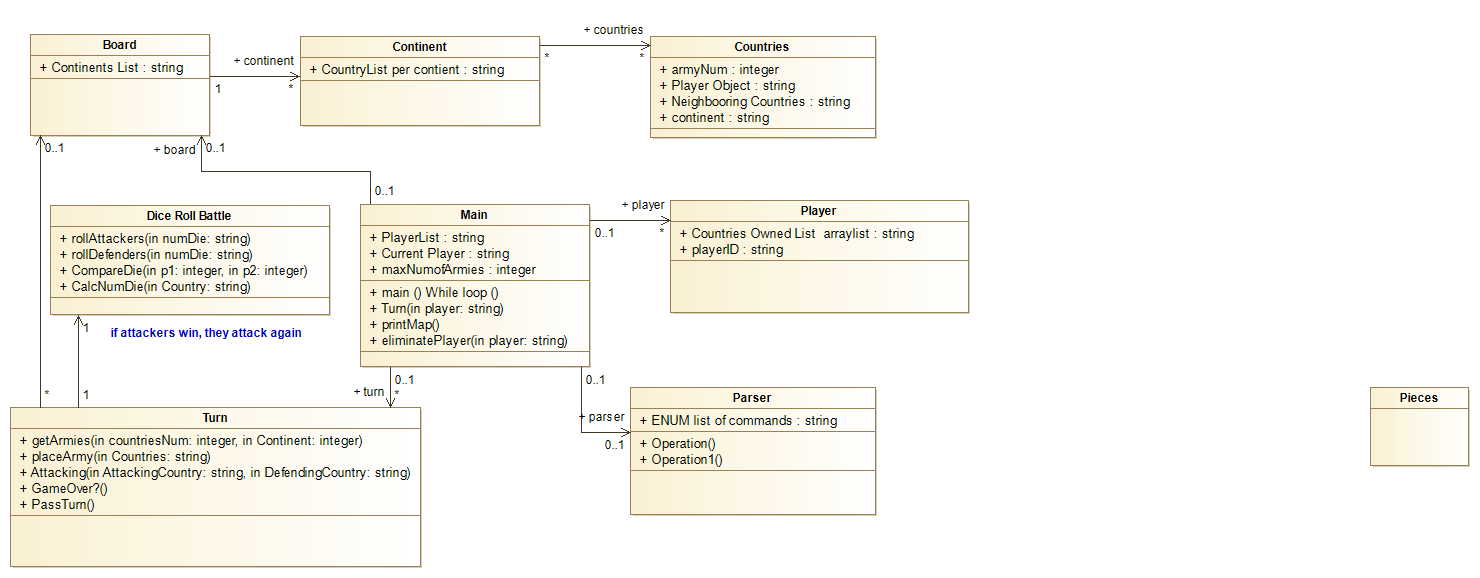 Board
+ Continents List : string
+ continent
1
*
Continent
+ CountryList per contient : string
+ countries
*
*
Countries
+ armyNum : integer
+ Player Object : string
+ Neighbooring Countries : string
+ continent : string
0..1
+ board
0..1
0..1
Dice Roll Battle
+ rollAttackers(in numDie: string)
+ rollDefenders(in numDie: string)
+ CompareDie(in p1: integer, in p2: integer)
+ CalcNumDie(in Country: string)
1
if attackers win, they attack again
*
1
Main
+ PlayerList : string
+ Current Player : string
+ maxNumofArmies : integer
+ main () While loop ()
+ Turn(in player: string)
+ printMap()
+ eliminatePlayer(in player: string)
+ player
0..1
*
Player
+ Countries Owned List  arraylist : string
+ playerID : string
0..1
+ turn
*
0..1
+ parser
0..1
Turn
+ getArmies(in countriesNum: integer, in Continent: integer)
+ placeArmy(in Countries: string)
+ Attacking(in AttackingCountry: string, in DefendingCountry: string)
+ GameOver?()
+ PassTurn()
Parser
+ ENUM list of commands : string
+ Operation()
+ Operation1()
Pieces